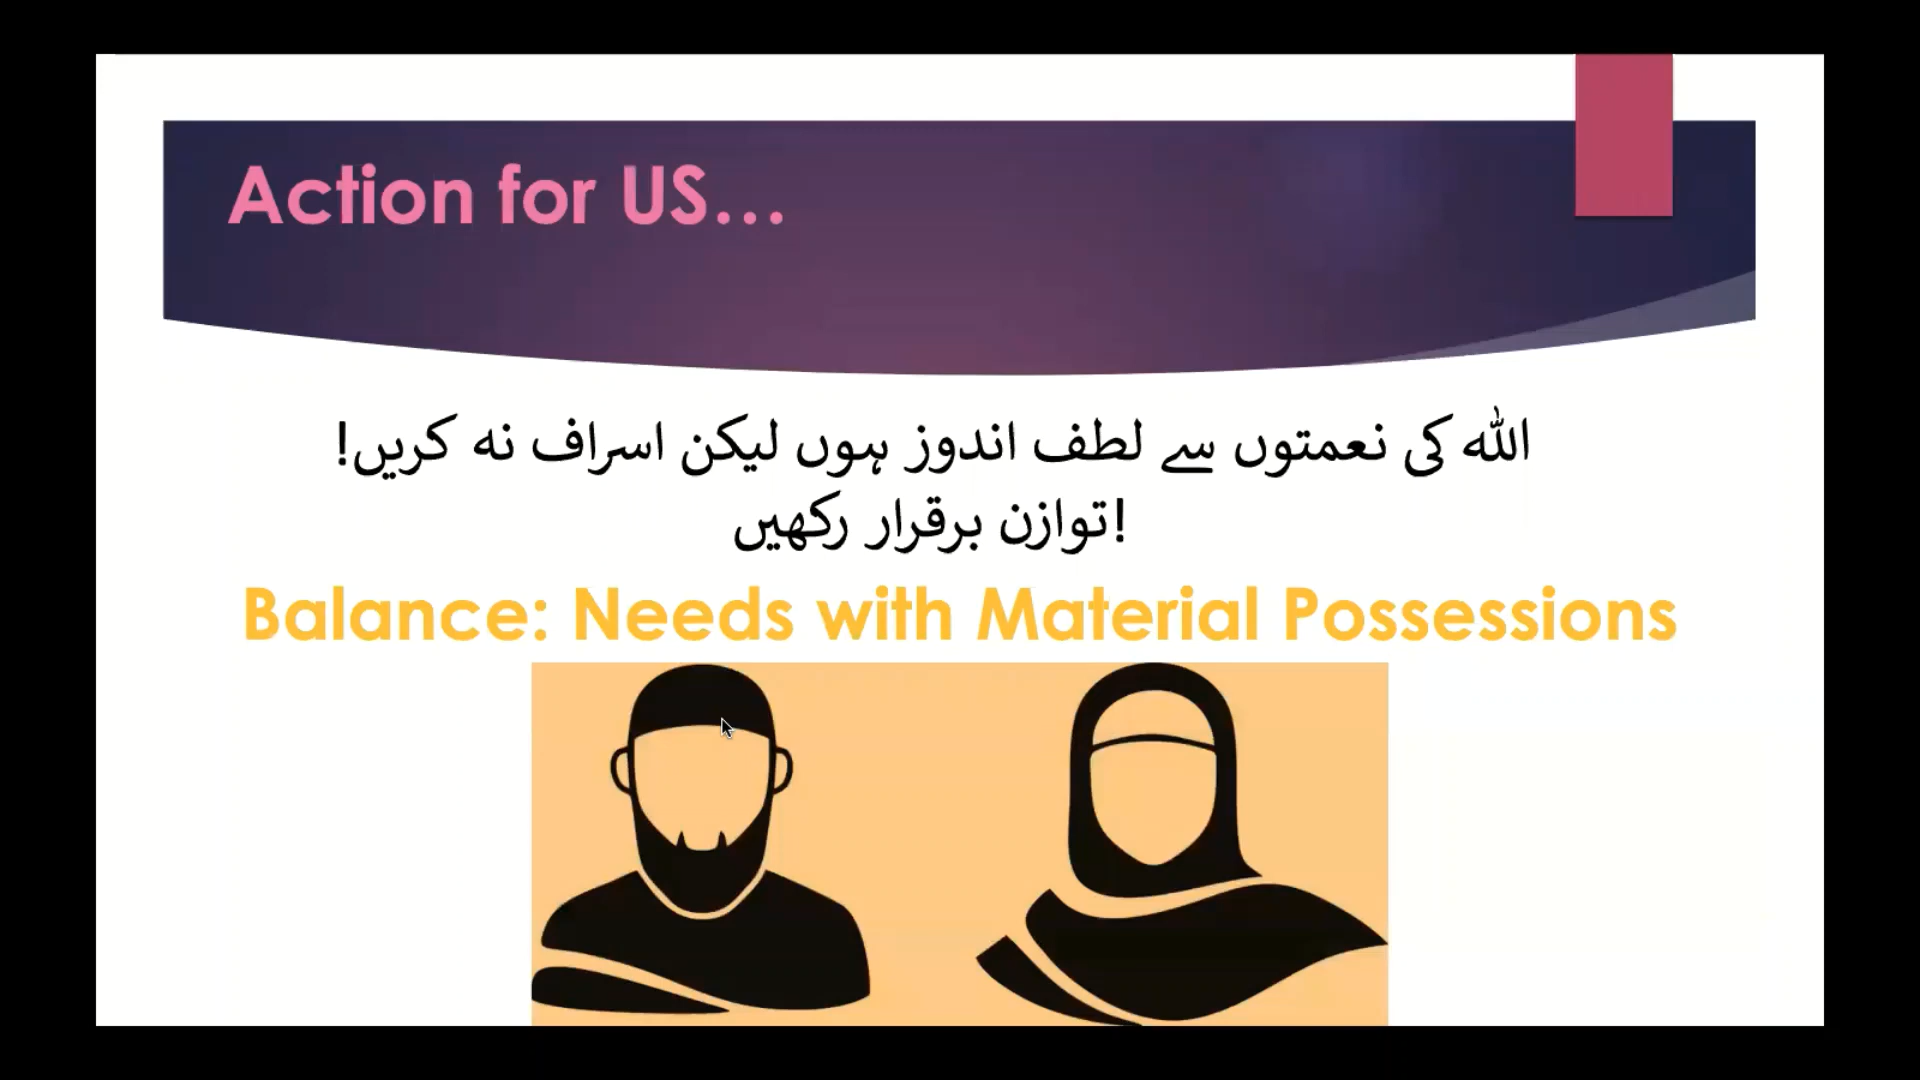 Action for US...
اللہ کی نعمتوں سے لطف اندوز ہوں لیکن اسراف نہ کریں!
!توازن برقرار رکھیں
Balance: Needs with Material Possessions